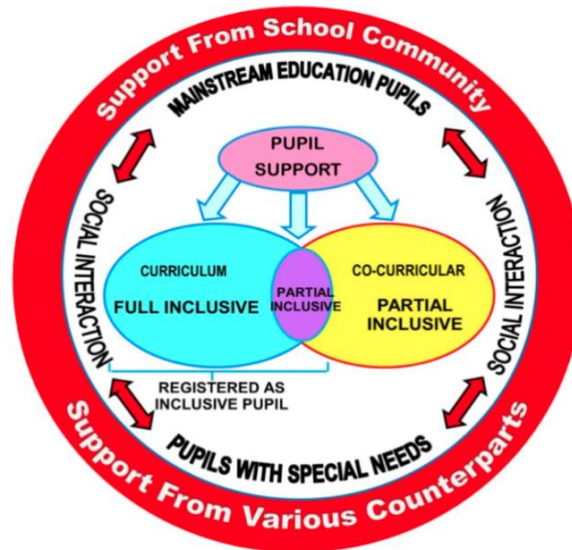 Support From School Community
MAINSTREAM EDUCATION PUPILS
PUPIL
SUPPORT
SOCIAL INTERACTION
SOCIAL INTERACTION
CURRICULUM
FULL INCLUSIVE
PARTIAL
INCLUSIVE
CO-CURRICULAR
PARTIAL
INCLUSIVE
REGISTERED AS
INCLUSIVE PUPIL
PUPILS WITH SPECIAL NEEDS
Support From Various Counterparts